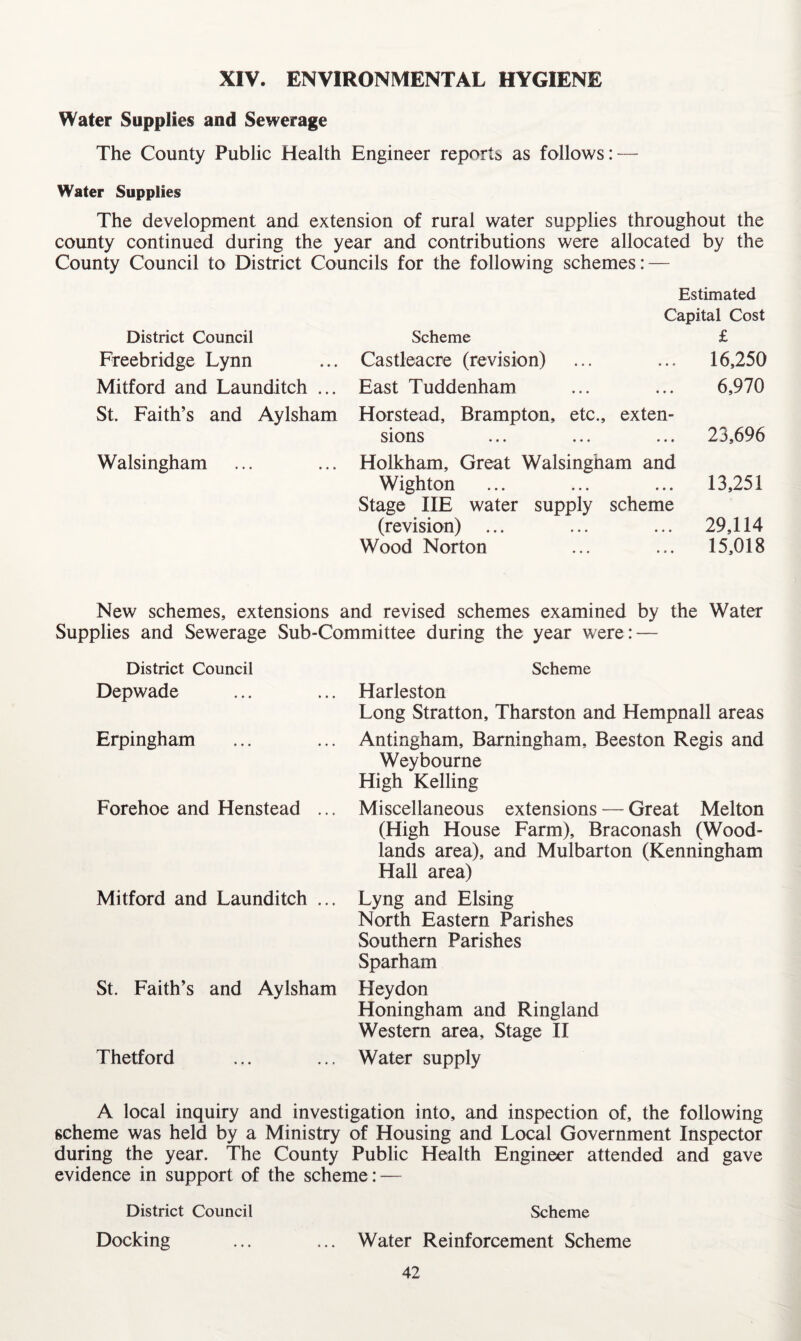 XIV. ENVIRONMENTAL HYGIENE
Water Supplies and Sewerage
The County Public Health Engineer reports as follows: —
Water Supplies
The development and extension of rural water supplies throughout the
county continued during the year and contributions were allocated by the
County Council to District Councils for the following schemes: —
Estimated
Capital Cost
District Council Scheme £
Freebridge Lynn ... Castleacre (revision) ... ... 16,250
Mitford and Launditch ... East Tuddenham ... ... 6,970
St. Faith's and Aylsham Horstead, Brampton, etc., exten-
sions ... ... ... 23,696
Walsingham ... ... Holkham, Great Walsingham and
Wighton ... ... ... 13,251
Stage IIE water supply scheme
(revision) ... ... ... 29,114
Wood Norton ... ... 15,018
New schemes, extensions and revised schemes examined by the Water
Supplies and Sewerage Sub-Committee during the year were: —
District Council Scheme
Depwade ... ... Harleston
Long Stratton, Tharston and Hempnall areas
Erpingham ... ... Antingham, Barningham, Beeston Regis and
Weybourne
High Kelling
Forehoe and Henstead ... Miscellaneous extensions — Great Melton
(High House Farm), Braconash (Wood-
lands area), and Mulbarton (Kenningham
Hall area)
Mitford and Launditch ... Lyng and Elsing
North Eastern Parishes
Southern Parishes
Sparham
St. Faith's and Aylsham Heydon
Honingham and Ringland
Western area, Stage II
Thetford ... ... Water supply
A local inquiry and investigation into, and inspection of, the following
scheme was held by a Ministry of Housing and Local Government Inspector
during the year. The County Public Health Engineer attended and gave
evidence in support of the scheme: —
District Council Scheme
Docking ... ... Water Reinforcement Scheme
42